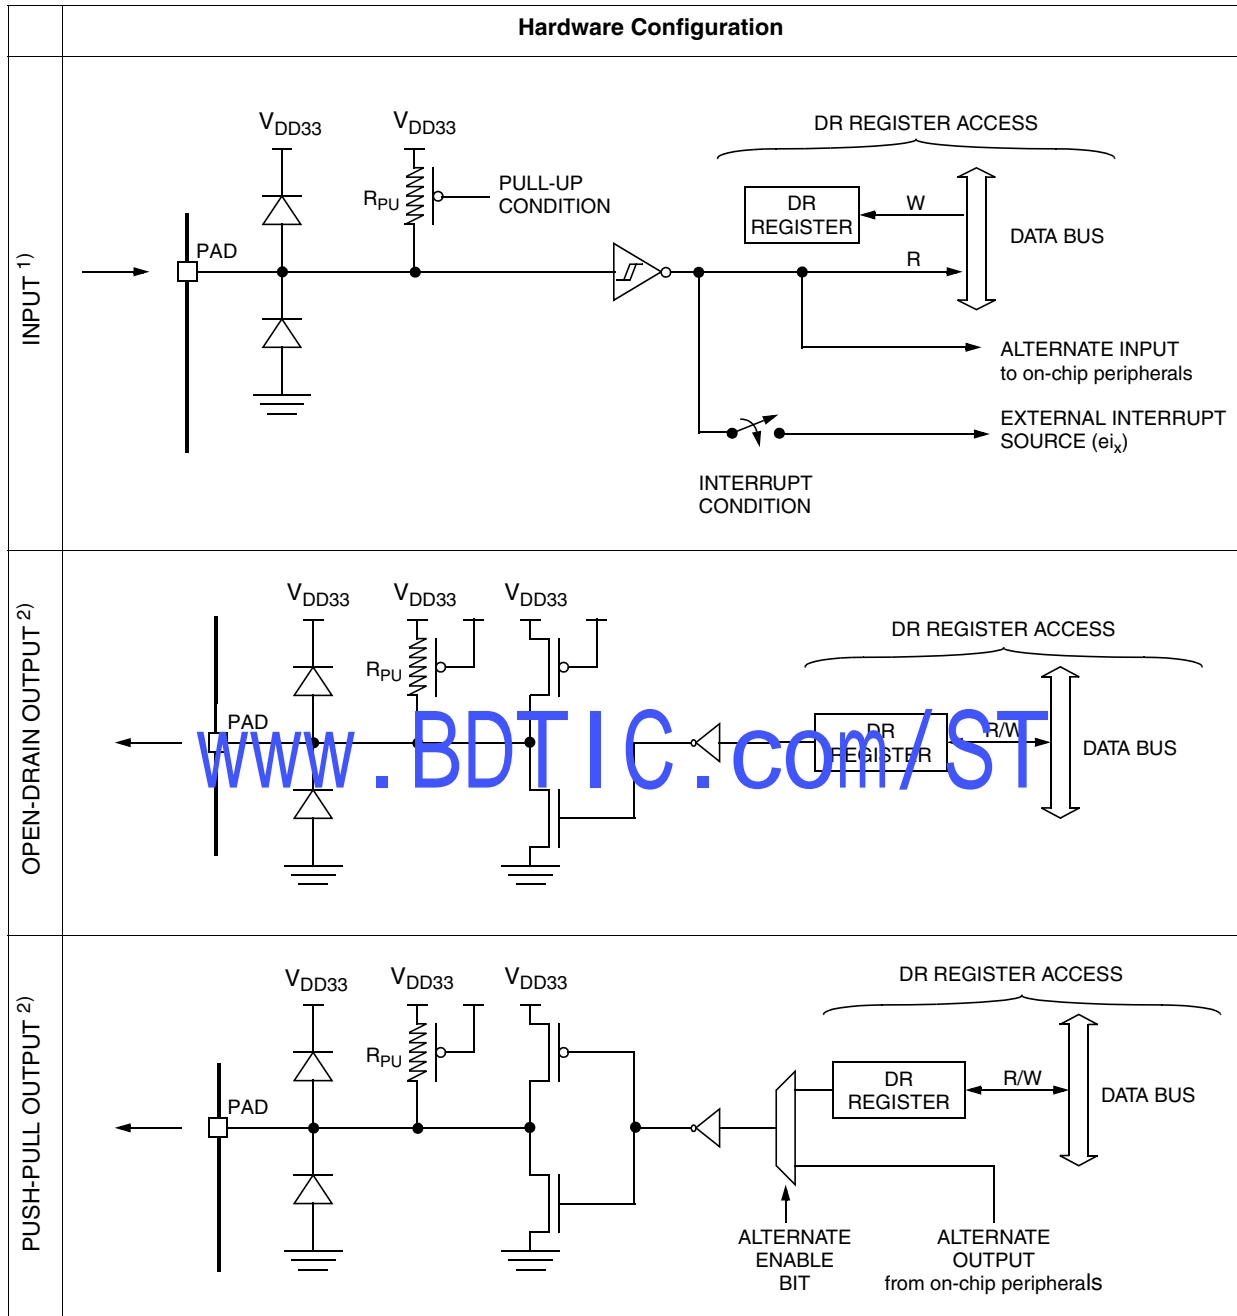 Hardware Configuration
INPUT 1)
VDD33
VDD33
RPU
PULL-UP
CONDITION
PAD
DR REGISTER ACCESS
DR
REGISTER
W
R
DATA BUS
ALTERNATE INPUT
to on-chip peripherals
EXTERNAL INTERRUPT
SOURCE (eix)
INTERRUPT
CONDITION
OPEN-DRAIN OUTPUT 2)
VDD33
VDD33
VDD33
RPU
PAD
DR REGISTER ACCESS
DR
REGISTER
R/W
DATA BUS
www.BDTIC.com/ST
PUSH-PULL OUTPUT 2)
VDD33
VDD33
VDD33
RPU
PAD
DR REGISTER ACCESS
DR
REGISTER
R/W
DATA BUS
ALTERNATE
ENABLE
BIT
ALTERNATE
OUTPUT
from on-chip peripherals